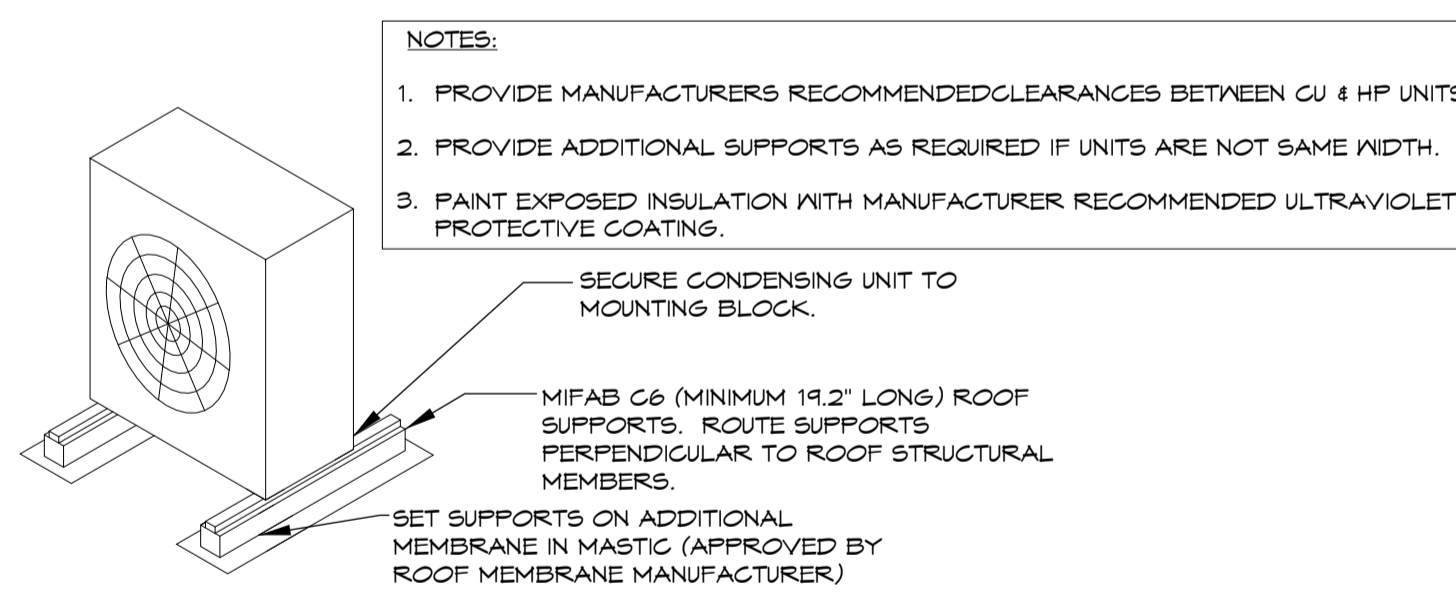 NOTES:
1. PROVIDE MANUFACTURERS RECOMMENDEDCLEARANCES BETWEEN CU & HP UNITS
2. PROVIDE ADDITIONAL SUPPORTS AS REQUIRED IF UNITS ARE NOT SAME WIDTH.
3. PAINT EXPOSED INSULATION WITH MANUFACTURER RECOMMENDED ULTRAVIOLET
PROTECTIVE COATING.
SECURE CONDENSING UNIT TO
MOUNTING BLOCK.
MIFAB C6 (MINIMUM 19.2" LONG) ROOF
SUPPORTS. ROUTE SUPPORTS
PERPENDICULAR TO ROOF STRUCTURAL
MEMBERS.
SET SUPPORTS ON ADDITIONAL
MEMBRANE IN MASTIC (APPROVED BY
ROOF MEMBRANE MANUFACTURER)